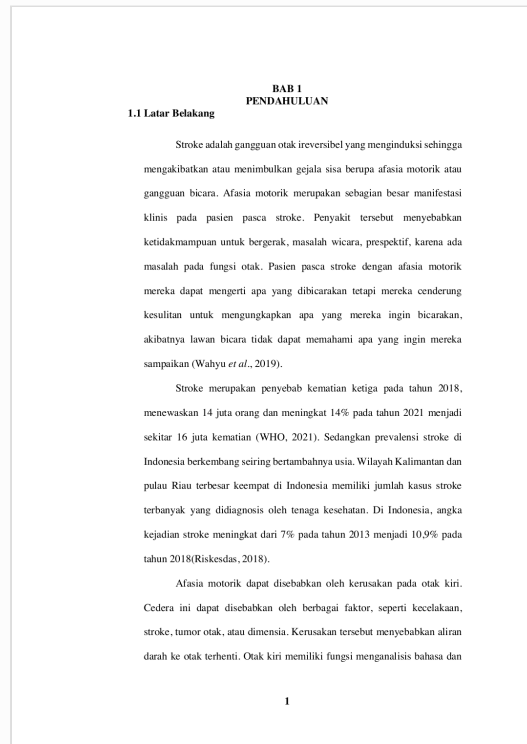 BAB 1
PENDAHULUAN
1.1 Latar Belakang
Stroke adalah gangguan otak ireversibel yang menginduksi sehingga
mengakibatkan atau menimbulkan gejala sisa berupa afasia motorik atau
gangguan bicara. Afasia motorik merupakan sebagian besar manifestasi
klinis pada pasien pasca stroke. Penyakit tersebut menyebabkan
ketidakmampuan untuk bergerak, masalah wicara, prespektif, karena ada
masalah pada fungsi otak. Pasien pasca stroke dengan afasia motorik
mereka dapat mengerti apa yang dibicarakan tetapi mereka cenderung
kesulitan untuk mengungkapkan apa yang mereka ingin bicarakan,
akibatnya lawan bicara tidak dapat memahami apa yang ingin mereka
sampaikan (Wahyu et al., 2019).
Stroke merupakan penyebab kematian ketiga pada tahun 2018,
menewaskan 14 juta orang dan meningkat 14% pada tahun 2021 menjadi
sekitar 16 juta kematian (WHO, 2021). Sedangkan prevalensi stroke di
Indonesia berkembang seiring bertambahnya usia. Wilayah Kalimantan dan
pulau Riau terbesar keempat di Indonesia memiliki jumlah kasus stroke
terbanyak yang didiagnosis oleh tenaga kesehatan. Di Indonesia, angka
kejadian stroke meningkat dari 7% pada tahun 2013 menjadi 10,9% pada
tahun 2018(Riskesdas, 2018).
Afasia motorik dapat disebabkan oleh kerusakan pada otak kiri.
Cedera ini dapat disebabkan oleh berbagai faktor, seperti kecelakaan,
stroke, tumor otak, atau dimensia. Kerusakan tersebut menyebabkan aliran
darah ke otak terhenti. Otak kiri memiliki fungsi menganalisis bahasa dan
1